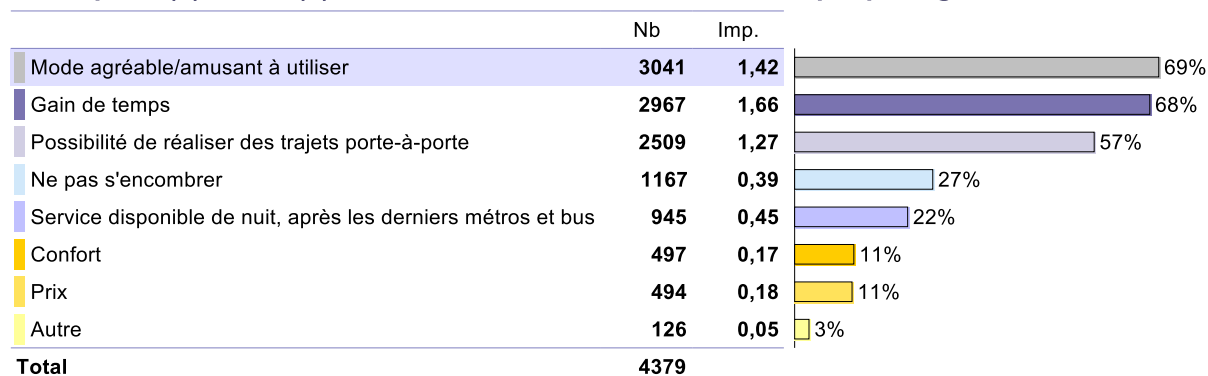 Nb Imp.
Mode agréable/amusant à utiliser 3041 1,42 69%
Gain de temps 2967 1,66 68%
Possibilité de réaliser des trajets porte-à-porte 2509 1,27 57%
Ne pas s'encombrer 1167 0,39 27%
Service disponible de nuit, après les derniers métros et bus 945 0,45 22%
Confort 497 0,17 11%
Prix 494 0,18 11%
Autre 126 0,05 3%
Total 4379